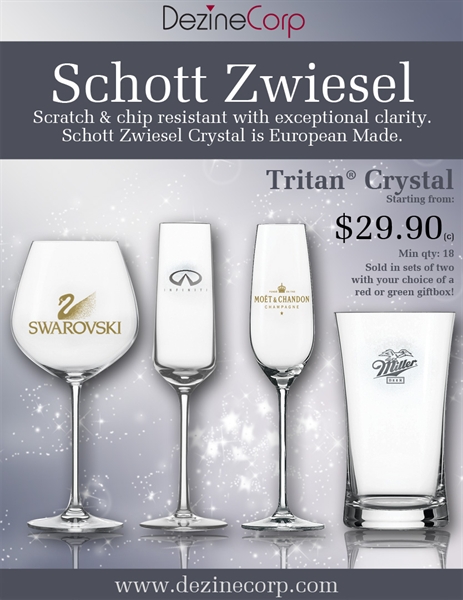 DezineCorp
Schott Zwiesel
Scratch & chip resistant with exceptional clarity.
Schott Zwiesel Crystal is European Made.
Tritan® Crystal
Starting from:
$29.90(c)
Min qty: 18
Sold in sets of two
with your choice of a
red or green giftbox!
SWAROVSKI
INFINITI
MOËT & CHANDON
CHAMPAGNE
Miller
BEER
www.dezinecorp.com